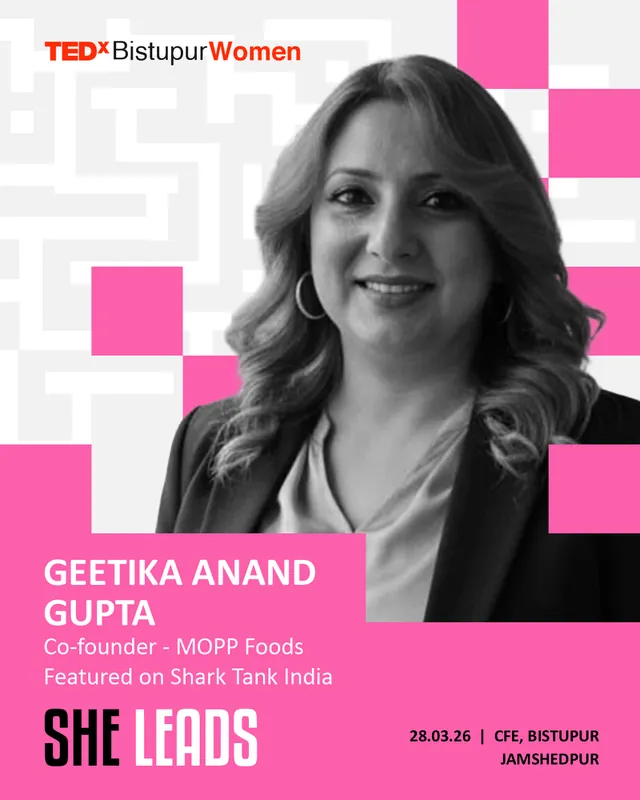 TEDxBistupurWomen
GEETIKA ANAND
GUPTA
Co-founder - MOPP Foods
Featured on Shark Tank India
SHE LEADS
28.03.26 | CFE, BISTUPUR
JAMSHEDPUR